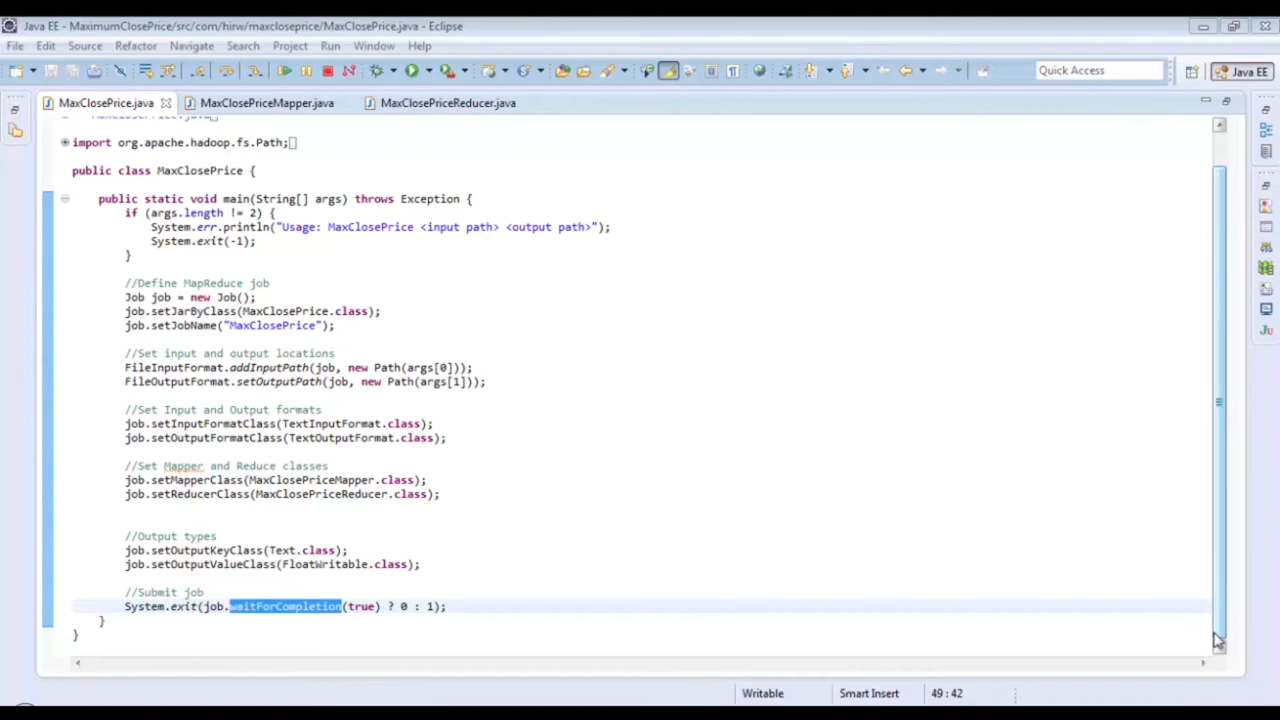 Java EE - MaximumClosePrice/src/com/hirw/maxcloseprice/MaxClosePrice.java - Eclipse
File Edit Source Refactor Navigate Search Project Run Window Help
Quick Access
Java EE
MaxClosePrice.java
MaxClosePriceMapper.java
MaxClosePriceReducer.java
import org.apache.hadoop.fs.Path;
public class MaxClosePrice {
public static void main(String[] args) throws Exception {
if (args.length != 2) {
System.err.println("Usage: MaxClosePrice <input path> <output path>");
System.exit(-1);
}
//Define MapReduce job
Job job = new Job();
job.setJarByClass(MaxClosePrice.class);
job.setJobName("MaxClosePrice");
//Set input and output locations
FileInputFormat.addInputPath(job, new Path(args[0]));
FileOutputFormat.setOutputPath(job, new Path(args[1]));
//Set Input and Output formats
job.setInputFormatClass(TextInputFormat.class);
job.setOutputFormatClass(TextOutputFormat.class);
//Set Mapper and Reduce classes
job.setMapperClass(MaxClosePriceMapper.class);
job.setReducerClass(MaxClosePriceReducer.class);
//Output types
job.setOutputKeyClass(Text.class);
job.setOutputValueClass(FloatWritable.class);
//Submit job
System.exit(job.waitForCompletion(true) ? 0 : 1);
}
}
Writable
Smart Insert
49 : 42